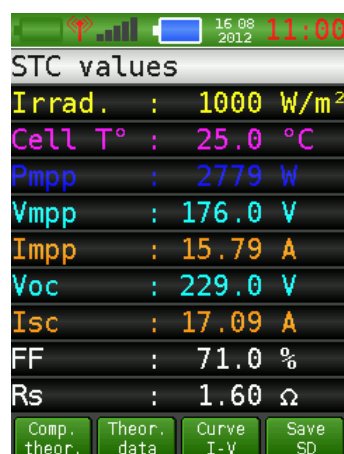 16 08
2012 11:00
STC values
Irrad. : 1000 W/m²
Cell T° : 25.0 °C
Pmpp : 2779 W
Vmpp : 176.0 V
Impp : 15.79 A
Voc : 229.0 V
Isc : 17.09 A
FF : 71.0 %
Rs : 1.60 Ω
Comp. Theor. Curve Save
theor. data I-V SD